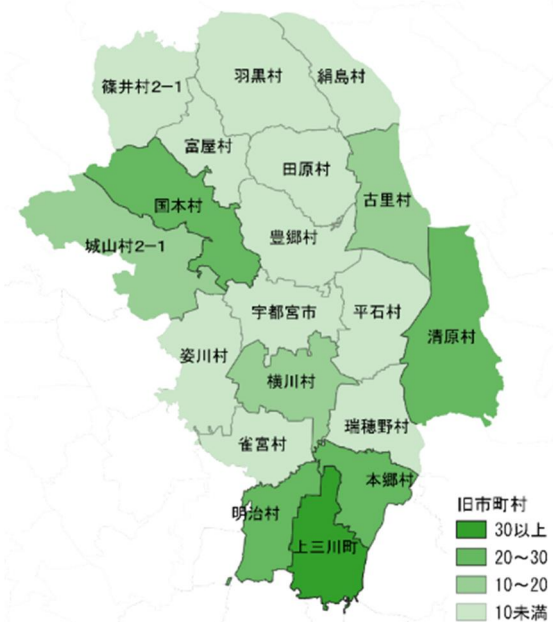 羽黒村
絹島村
篠井村2−1
富屋村
田原村
古里村
国本村
豊郷村
城山村2−1
宇都宮市
平石村
清原村
姿川村
横川村
瑞穂野村
雀宮村
本郷村
明治村
上三川町
旧市町村
30以上
20～30
10～20
10未満